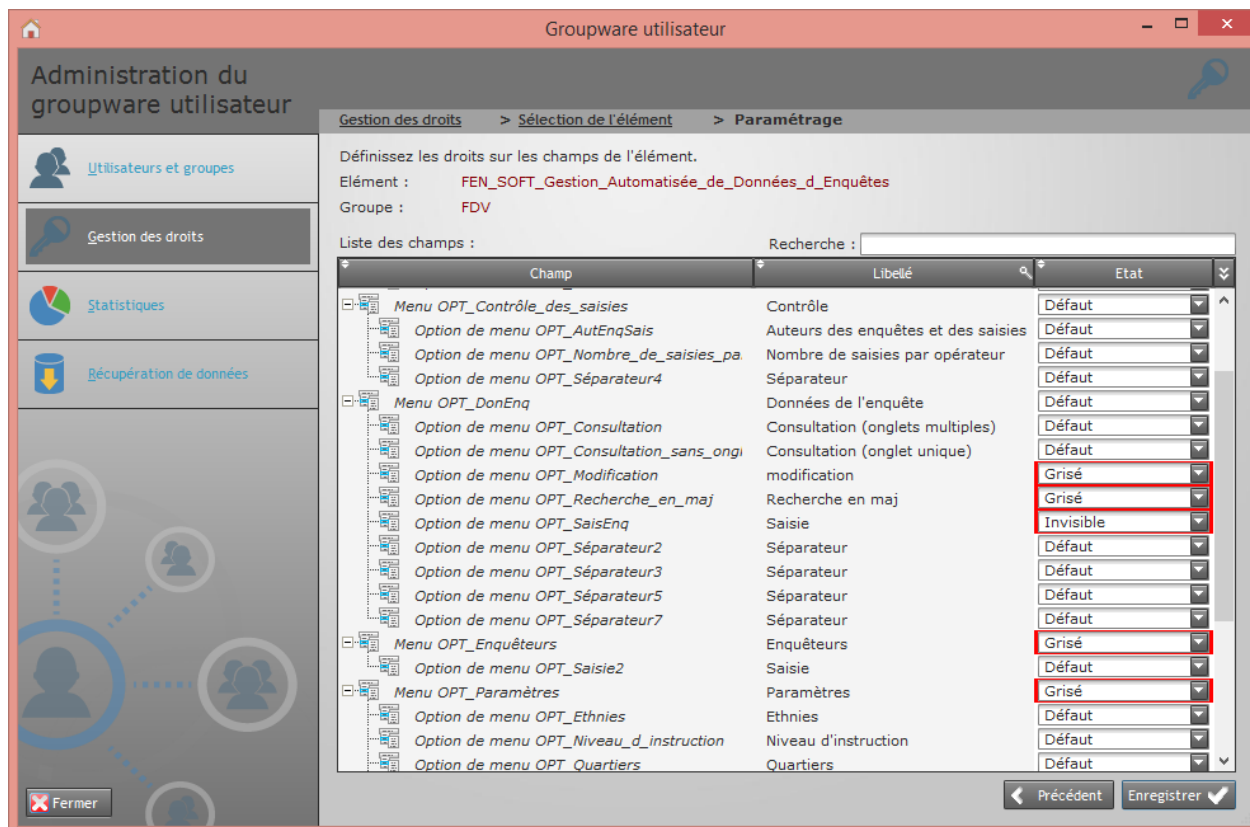 Groupware utilisateur
Administration du
groupware utilisateur
Utilisateurs et groupes
Gestion des droits
Statistiques
Récupération de données
Fermer
Gestion des droits > Sélection de l'élément > Paramétrage
Définissez les droits sur les champs de l'élément.
Elément : FEN_SOFT_Gestion_Automatisée_de_Données_d_Enquêtes
Groupe : FDV
Liste des champs : Recherche :
Champ Libellé Etat
Menu OPT_Contrôle_des_saisies Contrôle Défaut
Option de menu OPT_AutEnqSais Auteurs des enquêtes et des saisies Défaut
Option de menu OPT_Nombre_de_saisies_pa. Nombre de saisies par opérateur Défaut
Option de menu OPT_Séparateur4 Séparateur Défaut
Menu OPT_DonEnq Données de l'enquête Défaut
Option de menu OPT_Consultation Consultation (onglets multiples) Défaut
Option de menu OPT_Consultation_sans_ongl Consultation (onglet unique) Défaut
Option de menu OPT_Modification modification Grisé
Option de menu OPT_Recherche_en_maj Recherche en maj Grisé
Option de menu OPT_SaisEnq Saisie Invisible
Option de menu OPT_Séparateur2 Séparateur Défaut
Option de menu OPT_Séparateur3 Séparateur Défaut
Option de menu OPT_Séparateur5 Séparateur Défaut
Option de menu OPT_Séparateur7 Séparateur Défaut
Menu OPT_Enquêteurs Enquêteurs Grisé
Option de menu OPT_Saisie2 Saisie Défaut
Menu OPT_Paramètres Paramètres Grisé
Option de menu OPT_Ethnies Ethnies Défaut
Option de menu OPT_Niveau_d_instruction Niveau d'instruction Défaut
Option de menu OPT_Quartiers Quartiers Défaut
Précédent Enregistrer